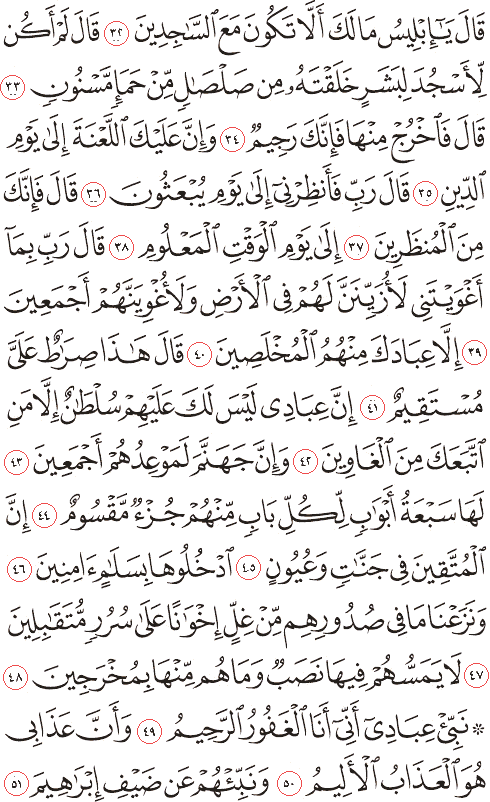 قَالَ يَـٰٓإِبْلِيسُ مَا لَكَ أَلَّا تَكُونَ مَعَ ٱلسَّـٰجِدِينَ ٣٢ قَالَ لَمْ أَكُن
لِّأَسْجُدَ لِبَشَرٍ خَلَقْتَهُۥ مِن صَلْصَـٰلٍ مِّنْ حَمَإٍ مَّسْنُونٍ ٣٣
قَالَ فَٱخْرُجْ مِنْهَا فَإِنَّكَ رَجِيمٌ ٣٤ وَإِنَّ عَلَيْكَ ٱللَّعْنَةَ إِلَىٰ يَوْمِ
ٱلدِّينِ ٣٥ قَالَ رَبِّ فَأَنظِرْنِىٓ إِلَىٰ يَوْمِ يُبْعَثُونَ ٣٦ قَالَ فَإِنَّكَ
مِنَ ٱلْمُنظَرِينَ ٣٧ إِلَىٰ يَوْمِ ٱلْوَقْتِ ٱلْمَعْلُومِ ٣٨ قَالَ رَبِّ بِمَآ
أَغْوَيْتَنِى لَأُزَيِّنَنَّ لَهُمْ فِى ٱلْأَرْضِ وَلَأُغْوِيَنَّهُمْ أَجْمَعِينَ
٣٩ إِلَّا عِبَادَكَ مِنْهُمُ ٱلْمُخْلَصِينَ ٤٠ قَالَ هَـٰذَا صِرَٰطٌ عَلَىَّ
مُسْتَقِيمٌ ٤١ إِنَّ عِبَادِى لَيْسَ لَكَ عَلَيْهِمْ سُلْطَـٰنٌ إِلَّا مَنِ
ٱتَّبَعَكَ مِنَ ٱلْغَاوِينَ ٤٢ وَإِنَّ جَهَنَّمَ لَمَوْعِدُهُمْ أَجْمَعِينَ ٤٣
لَهَا سَبْعَةُ أَبْوَٰبٍ لِّكُلِّ بَابٍ مِّنْهُمْ جُزْءٌ مَّقْسُومٌ ٤٤ إِنَّ
ٱلْمُتَّقِينَ فِى جَنَّـٰتٍ وَعُيُونٍ ٤٥ ٱدْخُلُوهَا بِسَلَـٰمٍ ءَامِنِينَ ٤٦
وَنَزَعْنَا مَا فِى صُدُورِهِم مِّنْ غِلٍّ إِخْوَٰنًا عَلَىٰ سُرُرٍ مُّتَقَـٰبِلِينَ
٤٧ لَا يَمَسُّهُمْ فِيهَا نَصَبٌ وَمَا هُم مِّنْهَا بِمُخْرَجِينَ ٤٨
* نَبِّئْ عِبَادِىٓ أَنِّىٓ أَنَا ٱلْغَفُورُ ٱلرَّحِيمُ ٤٩ وَأَنَّ عَذَابِى
هُوَ ٱلْعَذَابُ ٱلْأَلِيمُ ٥٠ وَنَبِّئْهُمْ عَن ضَيْفِ إِبْرَٰهِيمَ ٥١